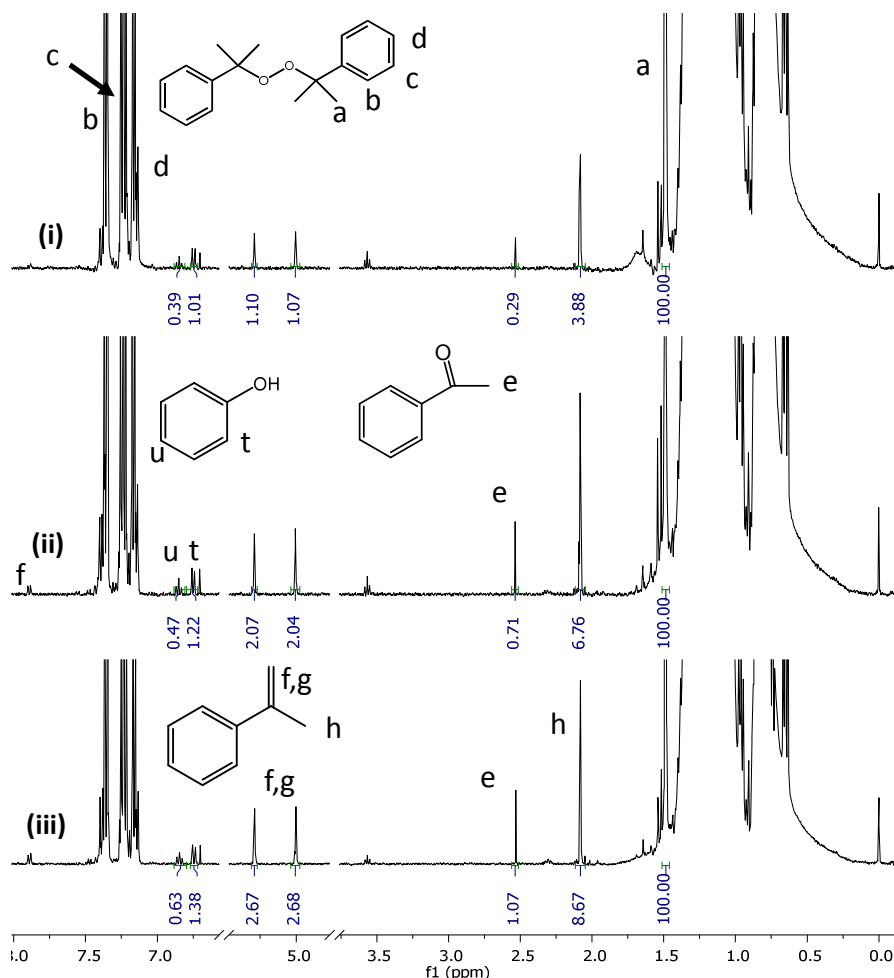 c
b
d
a
d
c
b
a
O
O
(i)
0.39
1.01
1.10
1.07
0.29
3.88
100.00
OH
u
t
O
e
e
(ii)
f
u t
0.47
1.22
2.07
2.04
0.71
6.76
100.00
f,g
h
f,g
e
h
(iii)
0.63
1.38
2.67
2.68
1.07
8.67
100.00
7.5 7.0 5.0 3.5 3.0 2.5 2.0 1.5 1.0 0.5 0.0
f1 (ppm)